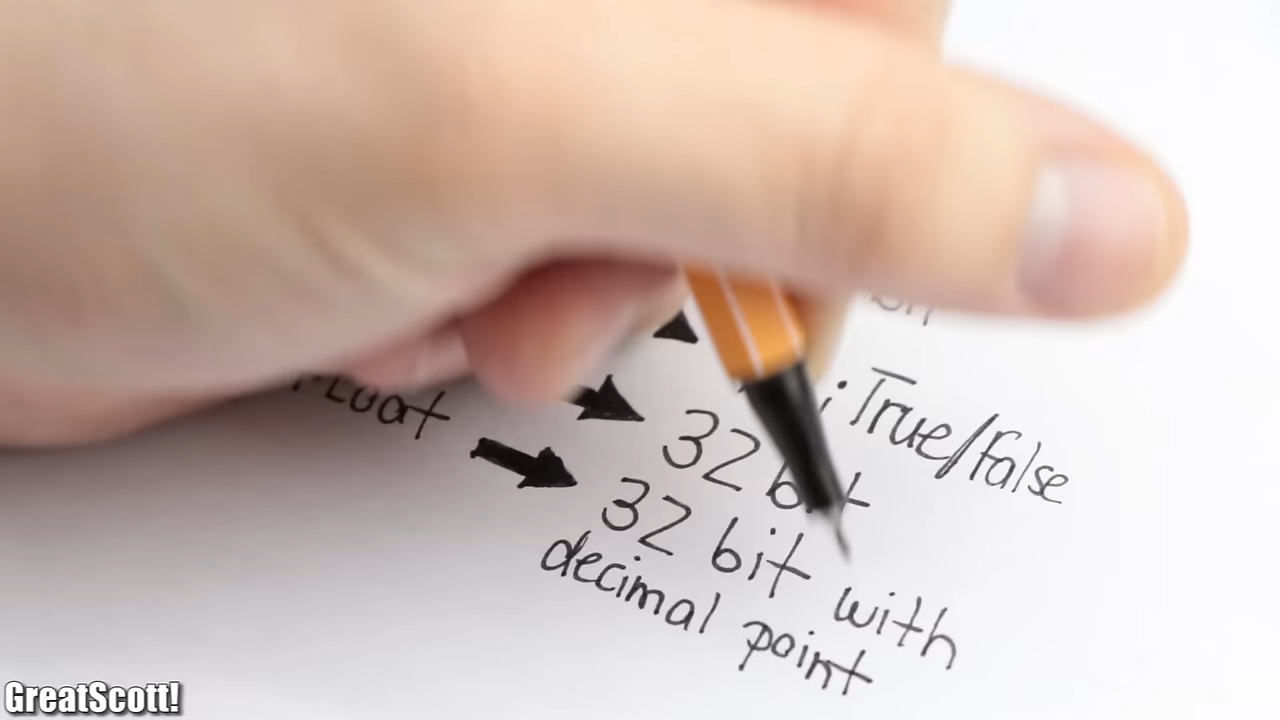 ; True/False
32 bit
Float
32 bit with
decimal point
GreatScott!